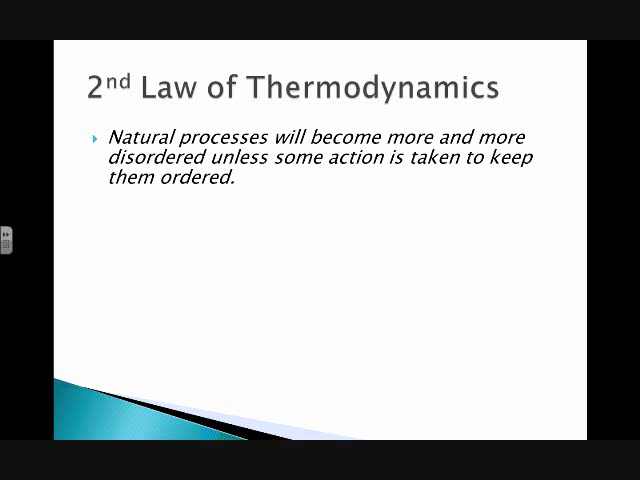 2nd Law of Thermodynamics
Natural processes will become more and more
disordered unless some action is taken to keep
them ordered.